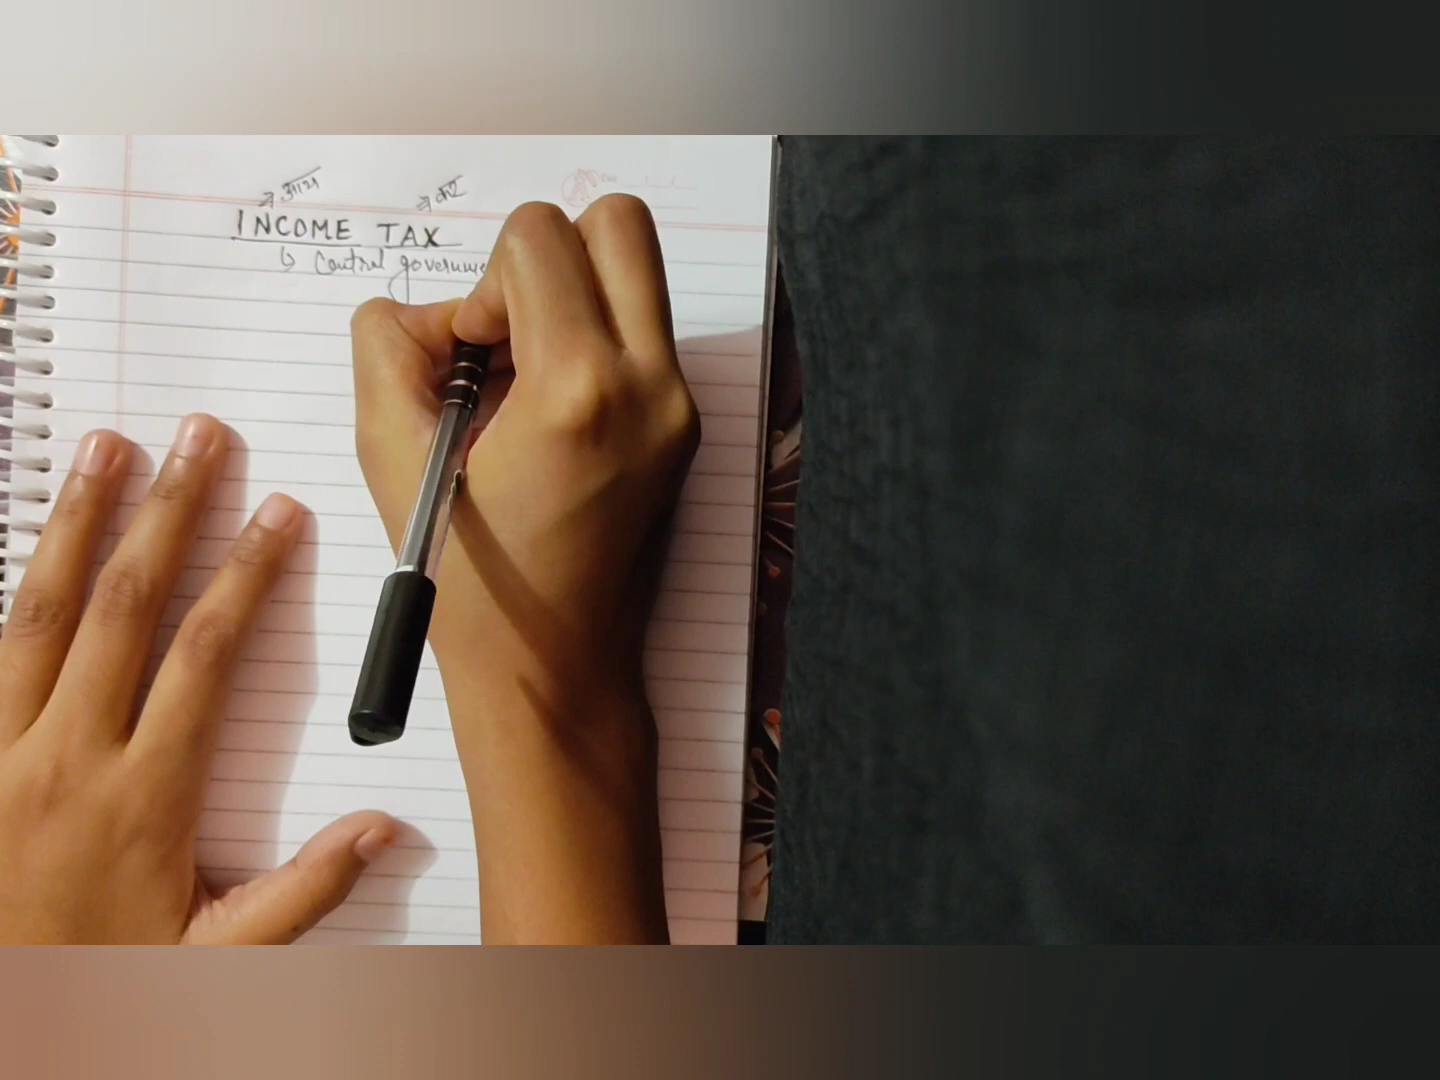 → आय → कर
INCOME TAX
↳ Central governme